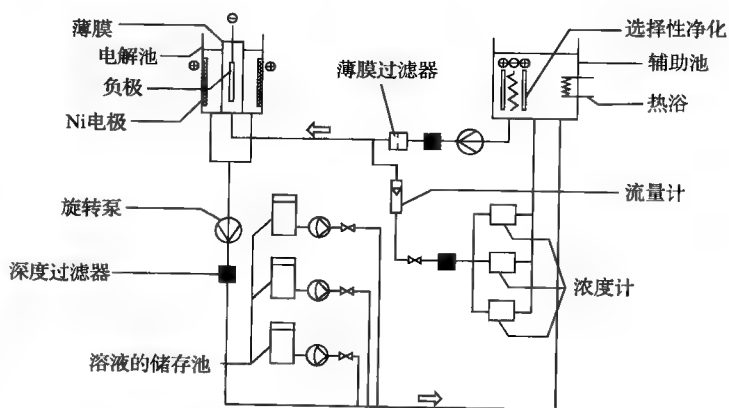 薄膜
电解池
负极
Ni电极
旋转泵
深度过滤器
溶液的储存池
薄膜过滤器
流量计
选择性净化
辅助池
热浴
浓度计